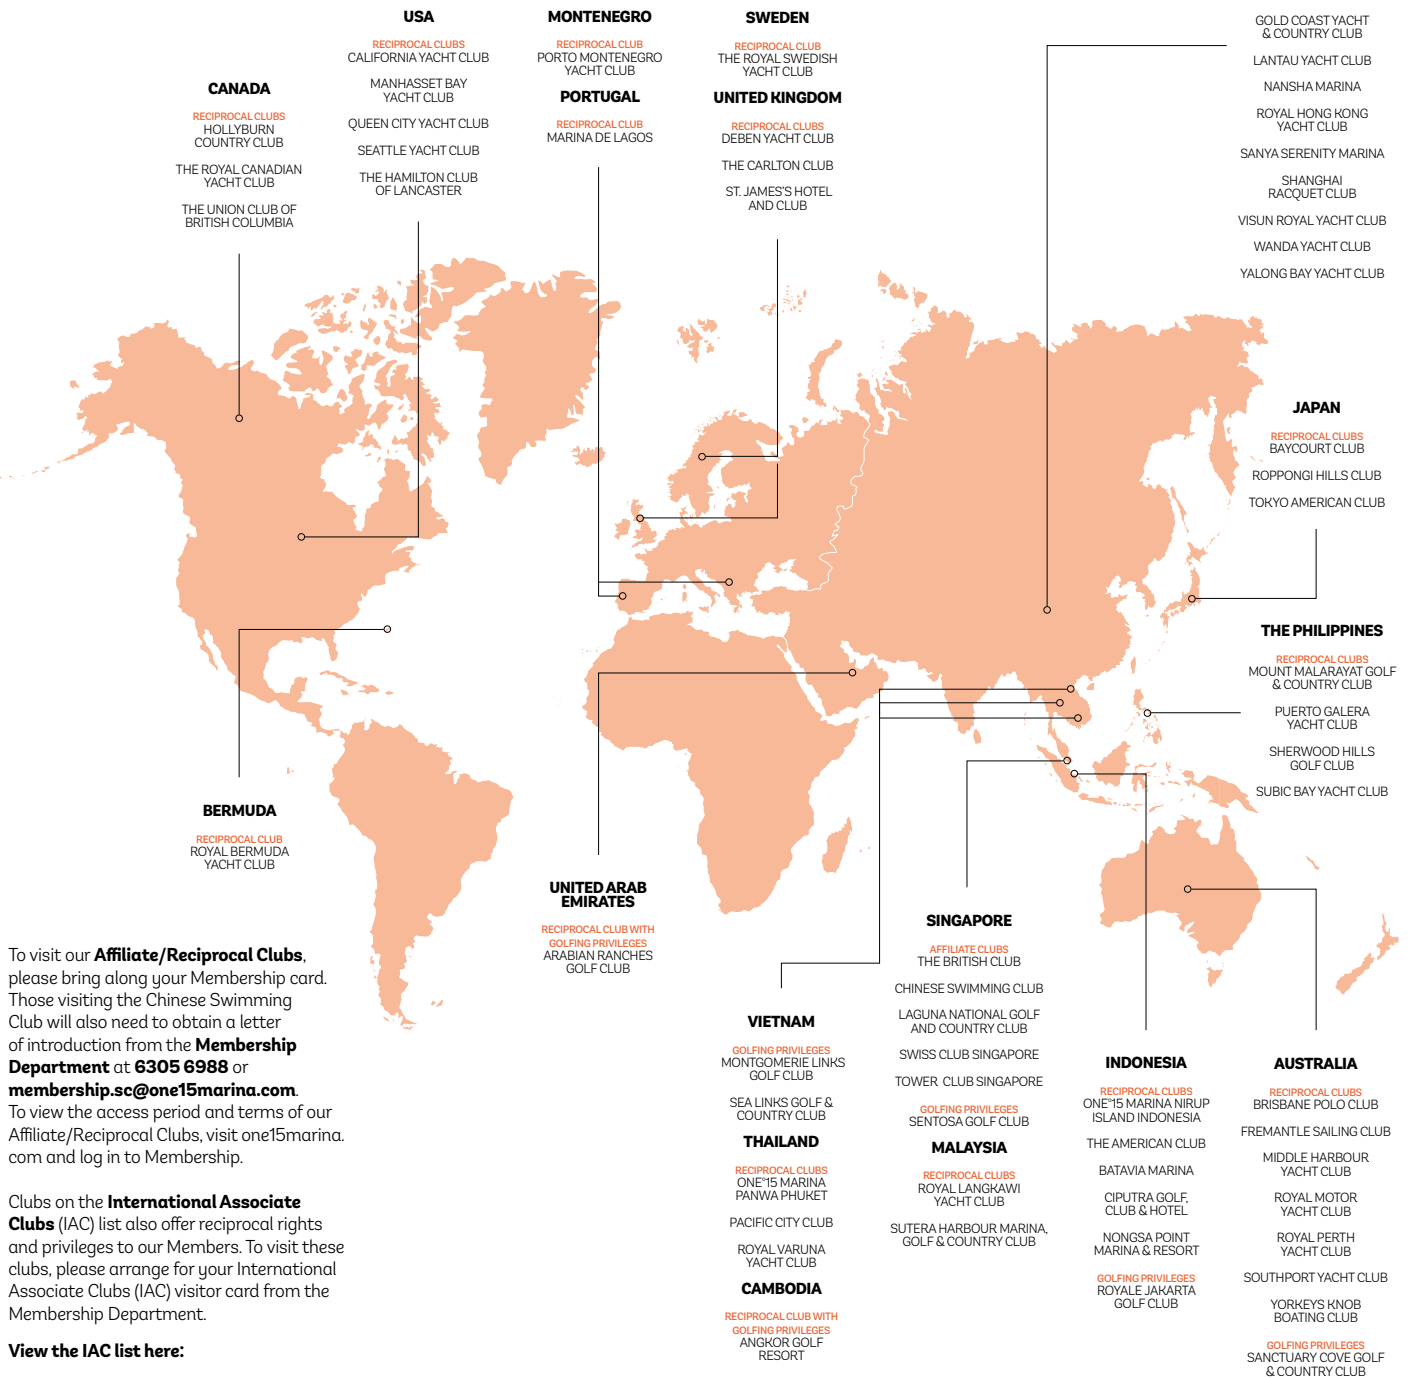 USA
RECIPROCAL CLUBS
CALIFORNIA YACHT CLUB
MANHASSET BAY
YACHT CLUB
QUEEN CITY YACHT CLUB
SEATTLE YACHT CLUB
THE HAMILTON CLUB
OF LANCASTER
MONTENEGRO
RECIPROCAL CLUB
PORTO MONTENEGRO
YACHT CLUB
PORTUGAL
RECIPROCAL CLUB
MARINA DE LAGOS
SWEDEN
RECIPROCAL CLUB
THE ROYAL SWEDISH
YACHT CLUB
UNITED KINGDOM
RECIPROCAL CLUBS
DEBEN YACHT CLUB
THE CARLTON CLUB
ST. JAMES'S HOTEL
AND CLUB
GOLD COAST YACHT
& COUNTRY CLUB
LANTAU YACHT CLUB
NANSHA MARINA
ROYAL HONG KONG
YACHT CLUB
SANYA SERENITY MARINA
SHANGHAI
RACQUET CLUB
VISUN ROYAL YACHT CLUB
WANDA YACHT CLUB
YALONG BAY YACHT CLUB
CANADA
RECIPROCAL CLUBS
HOLLYBURN
COUNTRY CLUB
THE ROYAL CANADIAN
YACHT CLUB
THE UNION CLUB OF
BRITISH COLUMBIA
JAPAN
RECIPROCAL CLUBS
BAYCOURT CLUB
ROPPONGI HILLS CLUB
TOKYO AMERICAN CLUB
THE PHILIPPINES
RECIPROCAL CLUBS
MOUNT MALARAYAT GOLF
& COUNTRY CLUB
PUERTO GALERA
YACHT CLUB
SHERWOOD HILLS
GOLF CLUB
SUBIC BAY YACHT CLUB
BERMUDA
RECIPROCAL CLUB
ROYAL BERMUDA
YACHT CLUB
UNITED ARAB
EMIRATES
RECIPROCAL CLUB WITH
GOLFING PRIVILEGES
ARABIAN RANCHES
GOLF CLUB
To visit our Affiliate/Reciprocal Clubs,
please bring along your Membership card.
Those visiting the Chinese Swimming
Club will also need to obtain a letter
of introduction from the Membership
Department at 6305 6988 or
membership.sc@one15marina.com.
To view the access period and terms of our
Affiliate/Reciprocal Clubs, visit one15marina.
com and log in to Membership.
Clubs on the International Associate
Clubs (IAC) list also offer reciprocal rights
and privileges to our Members. To visit these
clubs, please arrange for your International
Associate Clubs (IAC) visitor card from the
Membership Department.
View the IAC list here:
VIETNAM
GOLFING PRIVILEGES
MONTGOMERIE LINKS
GOLF CLUB
SEA LINKS GOLF &
COUNTRY CLUB
THAILAND
RECIPROCAL CLUBS
ONE°15 MARINA
PANWA PHUKET
PACIFIC CITY CLUB
ROYAL VARUNA
YACHT CLUB
CAMBODIA
RECIPROCAL CLUB WITH
GOLFING PRIVILEGES
ANGKOR GOLF
RESORT
SINGAPORE
AFFILIATE CLUBS
THE BRITISH CLUB
CHINESE SWIMMING CLUB
LAGUNA NATIONAL GOLF
AND COUNTRY CLUB
SWISS CLUB SINGAPORE
TOWER CLUB SINGAPORE
GOLFING PRIVILEGES
SENTOSA GOLF CLUB
MALAYSIA
RECIPROCAL CLUBS
ROYAL LANGKAWI
YACHT CLUB
SUTERA HARBOUR MARINA,
GOLF & COUNTRY CLUB
INDONESIA
RECIPROCAL CLUBS
ONE°15 MARINA NIRUP
ISLAND INDONESIA
THE AMERICAN CLUB
BATAVIA MARINA
CIPUTRA GOLF,
CLUB & HOTEL
NONGSA POINT
MARINA & RESORT
GOLFING PRIVILEGES
ROYALE JAKARTA
GOLF CLUB
AUSTRALIA
RECIPROCAL CLUBS
BRISBANE POLO CLUB
FREMANTLE SAILING CLUB
MIDDLE HARBOUR
YACHT CLUB
ROYAL MOTOR
YACHT CLUB
ROYAL PERTH
YACHT CLUB
SOUTHPORT YACHT CLUB
YORKEYS KNOB
BOATING CLUB
GOLFING PRIVILEGES
SANCTUARY COVE GOLF
& COUNTRY CLUB